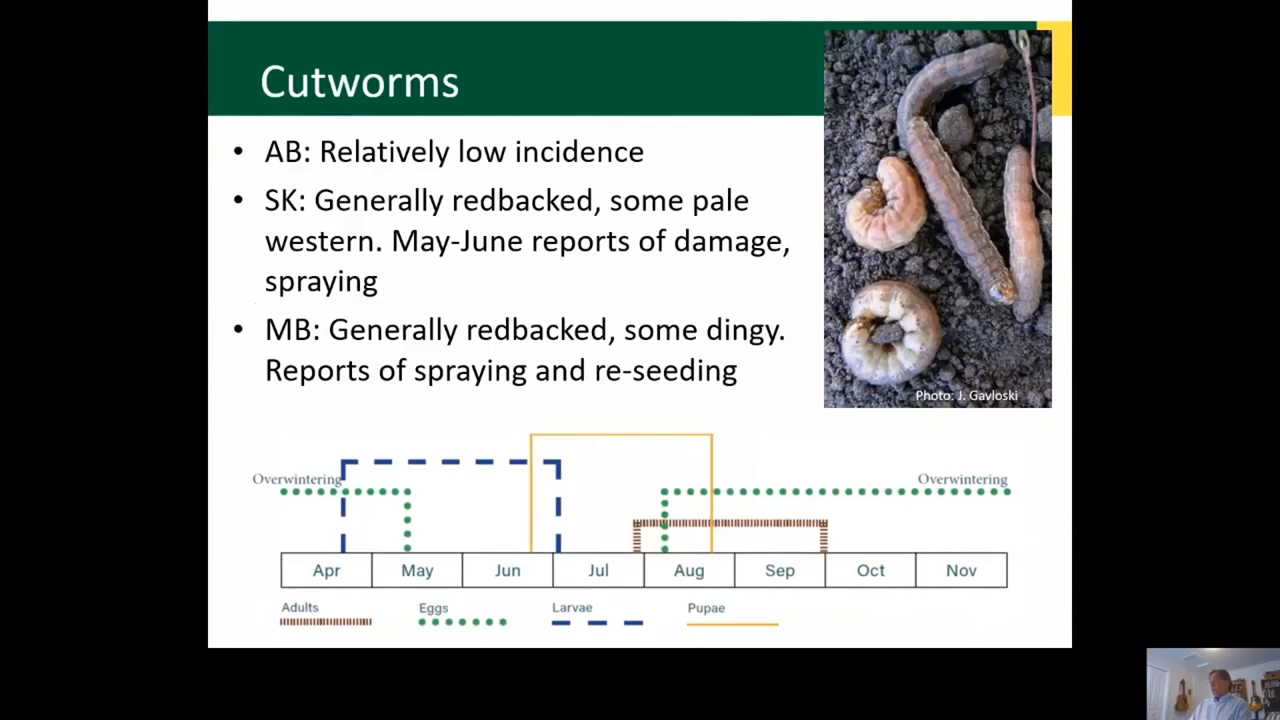 Cutworms
• AB: Relatively low incidence
• SK: Generally redbacked, some pale
western. May-June reports of damage,
spraying
• MB: Generally redbacked, some dingy.
Reports of spraying and re-seeding
Photo: J. Gavloski
Overwintering
Overwintering
Apr May Jun Jul Aug Sep Oct Nov
Adults Eggs Larvae Pupae